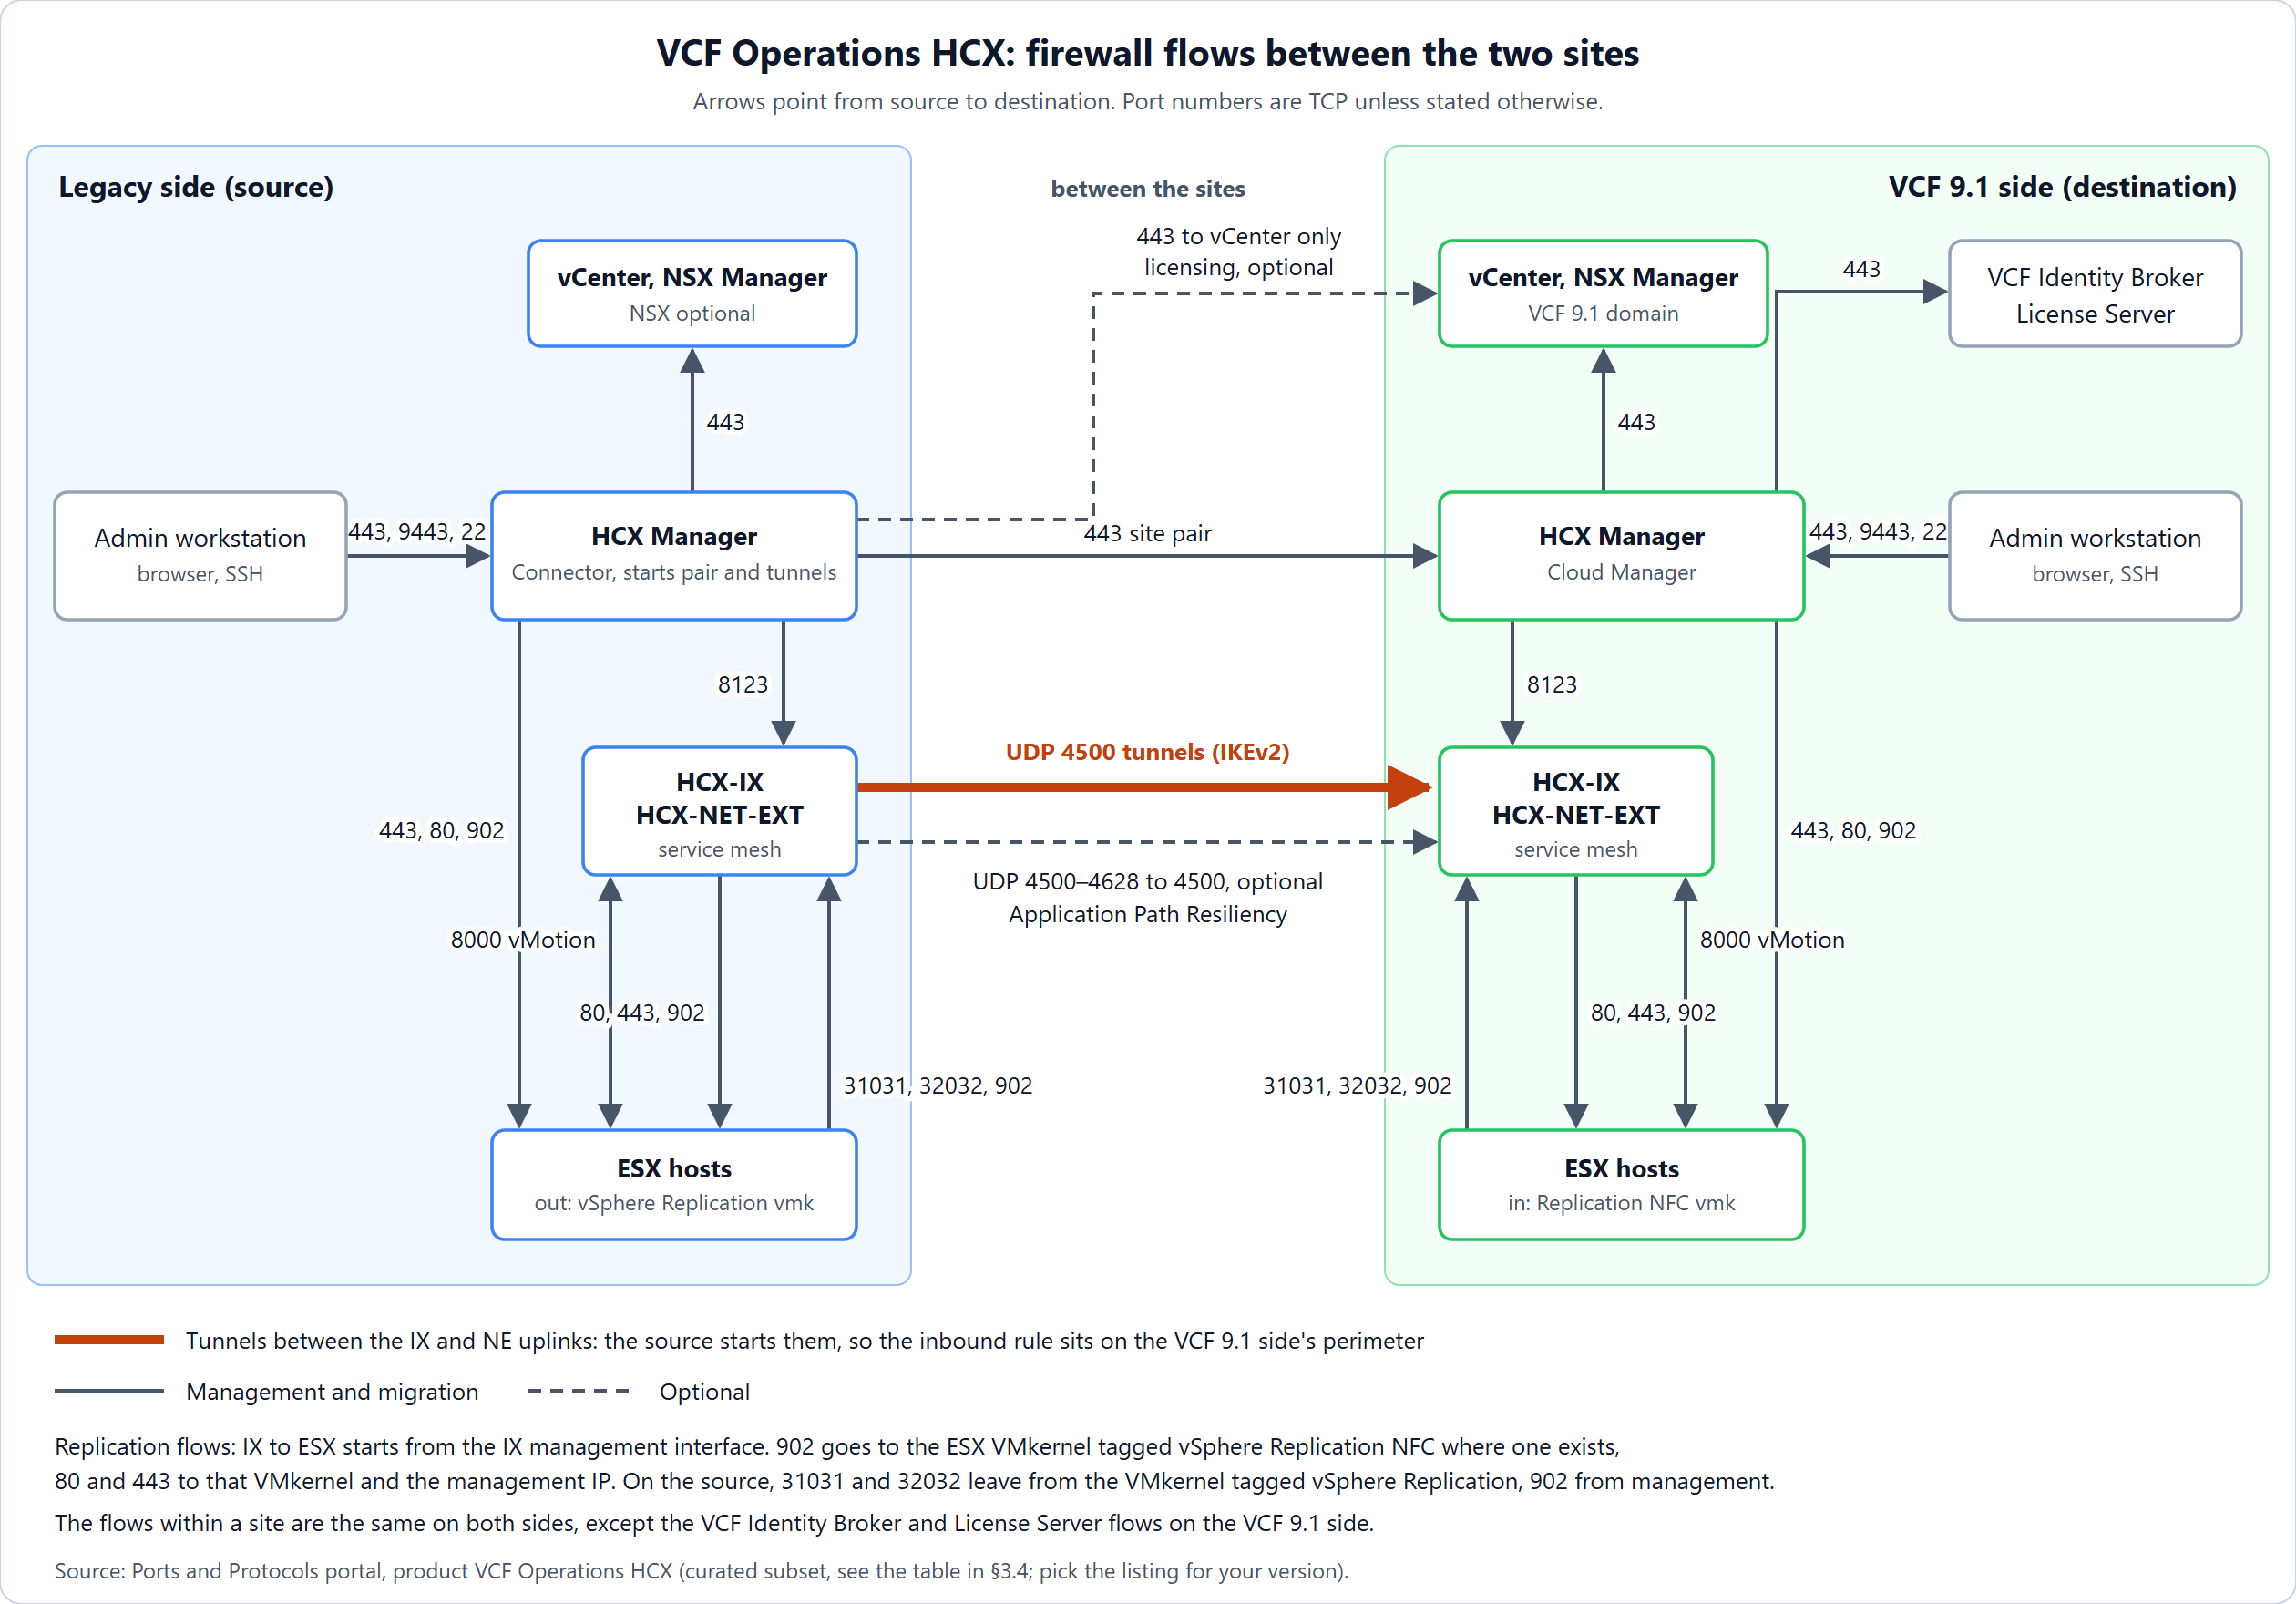 VCF Operations HCX: firewall flows between the two sites
Arrows point from source to destination. Port numbers are TCP unless stated otherwise.
Legacy side (source)
between the sites
VCF 9.1 side (destination)
443 to vCenter only
licensing, optional
vCenter, NSX Manager
NSX optional
vCenter, NSX Manager
VCF 9.1 domain
443
VCF Identity Broker
License Server
443
443
Admin workstation
browser, SSH
443, 9443, 22
HCX Manager
Connector, starts pair and tunnels
443 site pair
HCX Manager
Cloud Manager
443, 9443, 22
Admin workstation
browser, SSH
8123
8123
UDP 4500 tunnels (IKEv2)
HCX-IX
HCX-NET-EXT
service mesh
HCX-IX
HCX-NET-EXT
service mesh
443, 80, 902
443, 80, 902
UDP 4500–4628 to 4500, optional
Application Path Resiliency
8000 vMotion
8000 vMotion
80, 443, 902
80, 443, 902
31031, 32032, 902
31031, 32032, 902
ESX hosts
out: vSphere Replication vmk
ESX hosts
in: Replication NFC vmk
Tunnels between the IX and NE uplinks: the source starts them, so the inbound rule sits on the VCF 9.1 side's perimeter
Management and migration
Optional
Replication flows: IX to ESX starts from the IX management interface. 902 goes to the ESX VMkernel tagged vSphere Replication NFC where one exists,
80 and 443 to that VMkernel and the management IP. On the source, 31031 and 32032 leave from the VMkernel tagged vSphere Replication, 902 from management.
The flows within a site are the same on both sides, except the VCF Identity Broker and License Server flows on the VCF 9.1 side.
Source: Ports and Protocols portal, product VCF Operations HCX (curated subset, see the table in §3.4; pick the listing for your version).